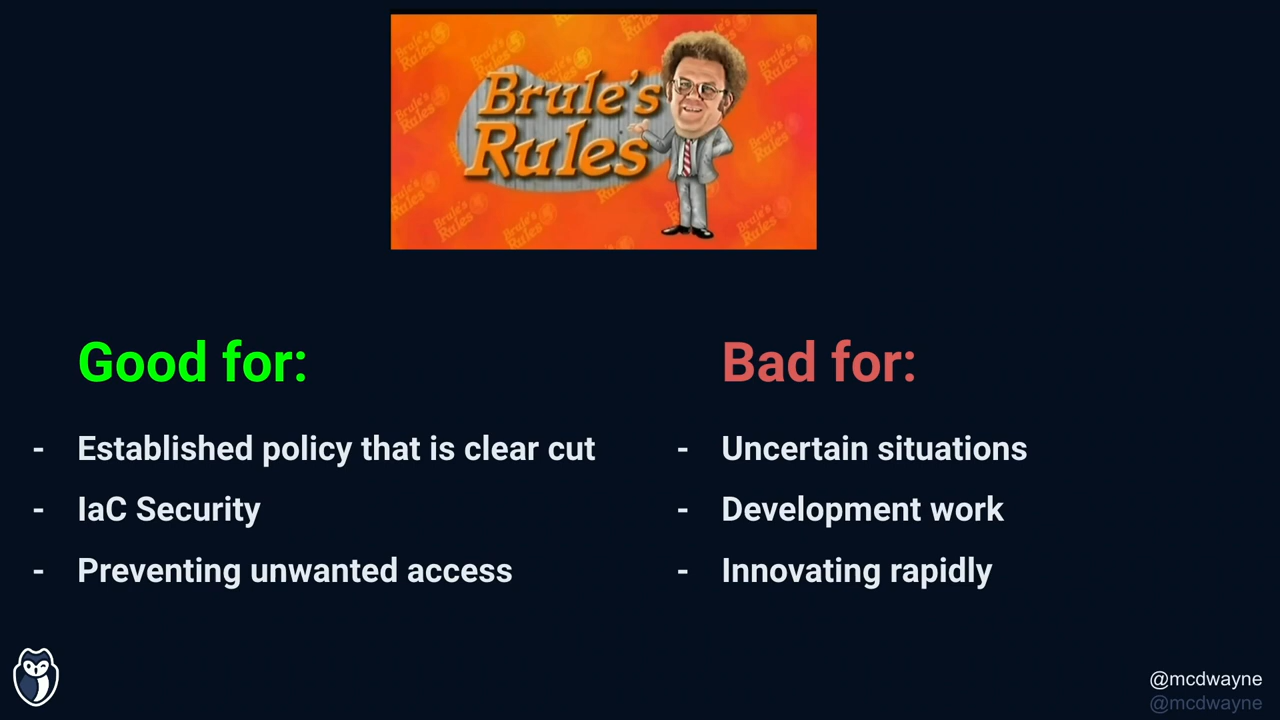 Brule's
Rules
Good for:
- Established policy that is clear cut
- IaC Security
- Preventing unwanted access
Bad for:
- Uncertain situations
- Development work
- Innovating rapidly
@mcdwayne
@mcdwayne